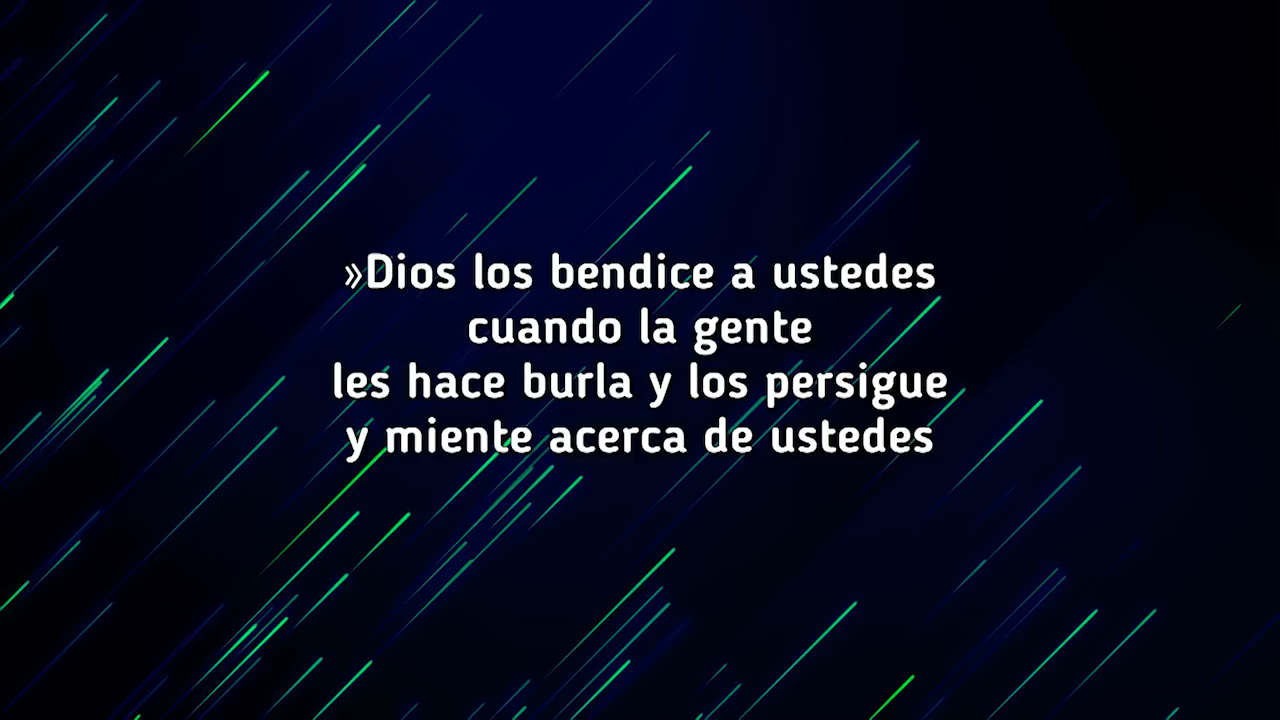 »Dios los bendice a ustedes
cuando la gente
les hace burla y los persigue
y miente acerca de ustedes